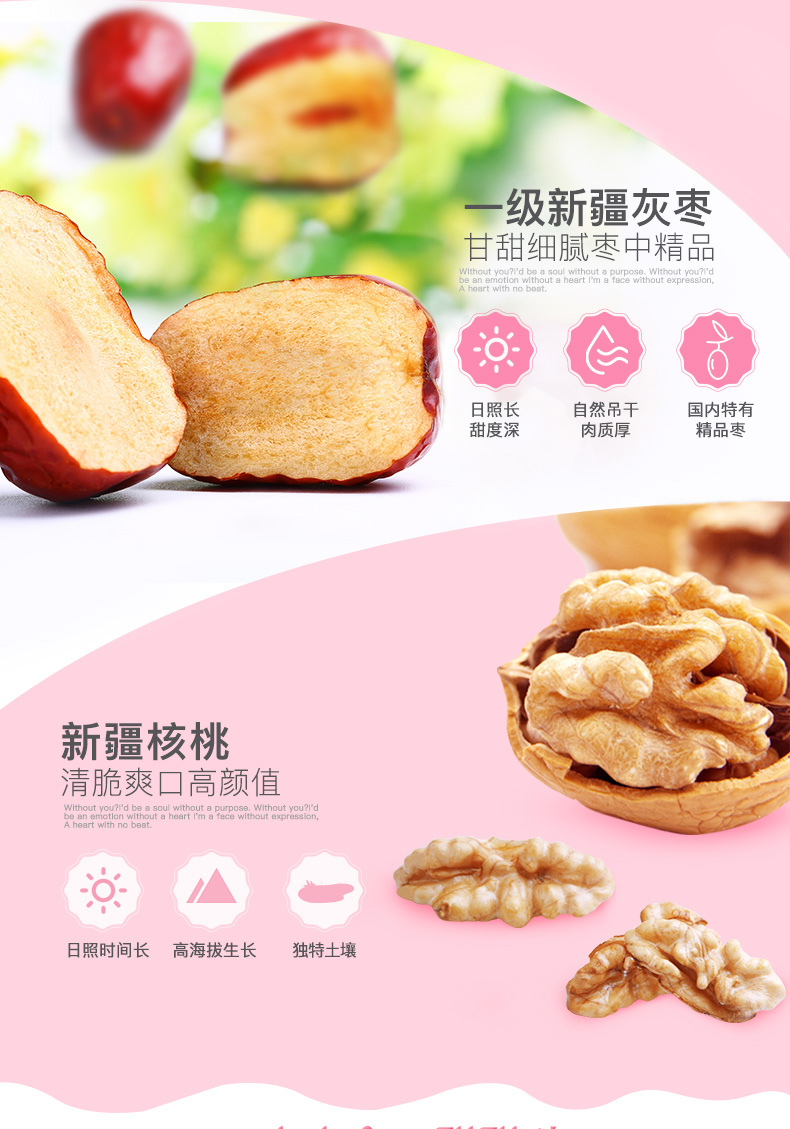 一级新疆灰枣
甘甜细腻枣中精品
Without you?I'd be a soul without a purpose. Without you?I'd
be an emotion without a heart I'm a face without expression,
A heart with no beat.
日照长
甜度深
自然吊干
肉质厚
国内特有
精品枣
新疆核桃
清脆爽口高颜值
Without you?I'd be a soul without a purpose. Without you?I'd
be an emotion without a heart I'm a face without expression,
A heart with no beat.
日照时间长
高海拔生长
独特土壤